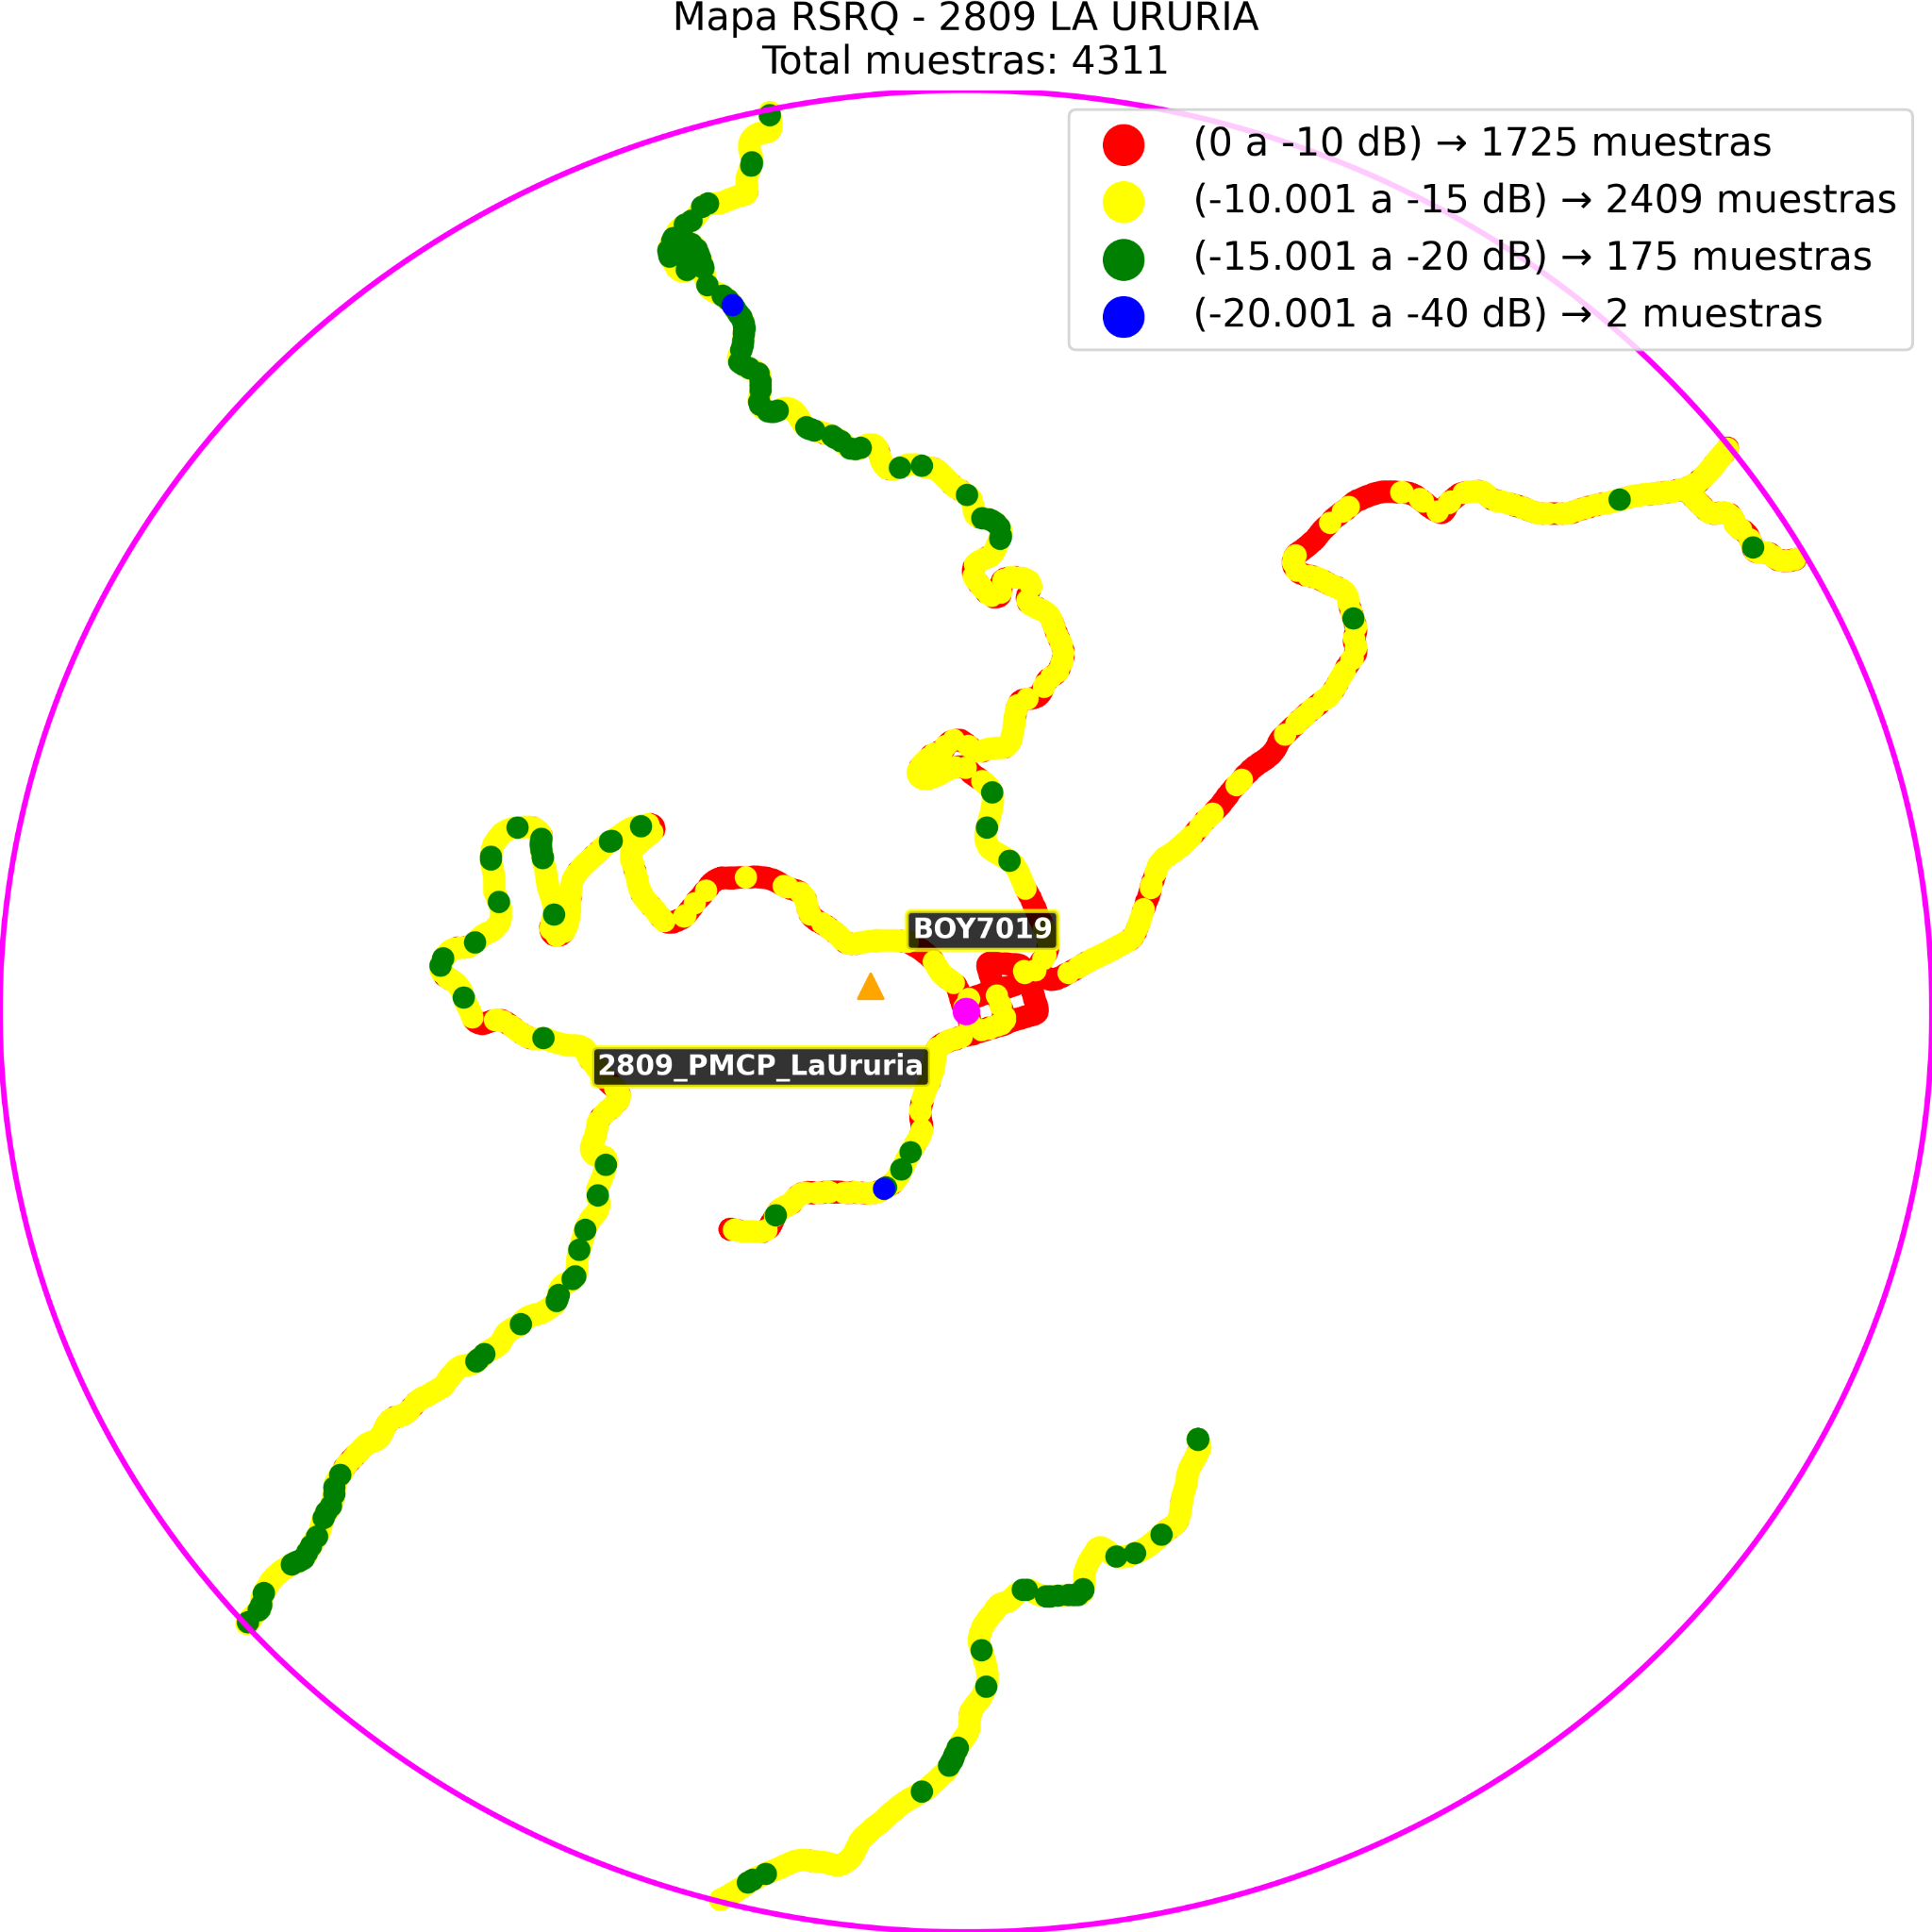 Mapa RSRQ - 2809 LA URURIA
Total muestras: 4311
(0 a -10 dB) → 1725 muestras
(-10.001 a -15 dB) → 2409 muestras
(-15.001 a -20 dB) → 175 muestras
(-20.001 a -40 dB) → 2 muestras
BOY7019
2809_PMCP_LaUruria